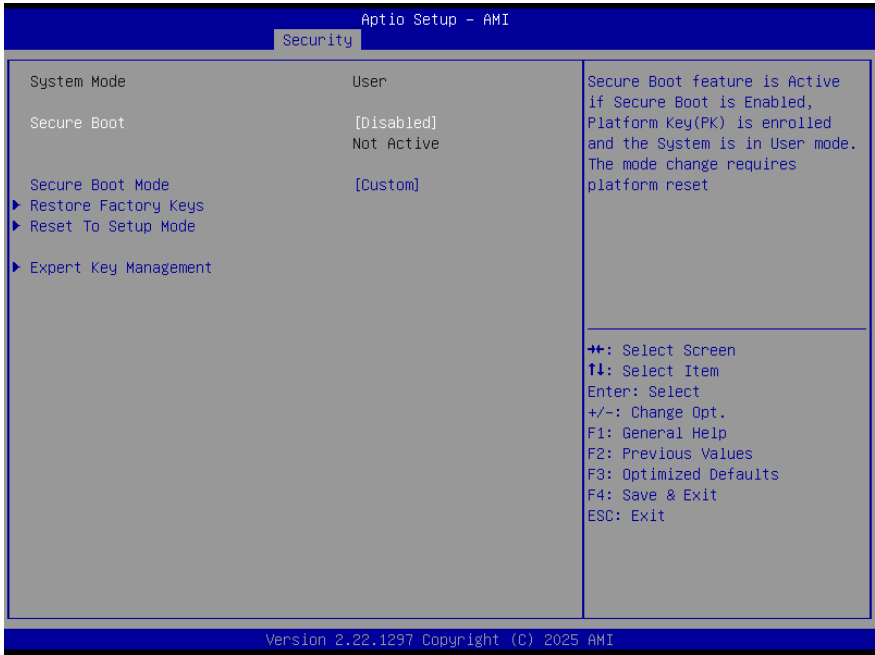 Aptio Setup – AMI
Security
System Mode User
Secure Boot [Disabled]
Not Active
Secure Boot Mode [Custom]
Restore Factory Keys
Reset To Setup Mode
Expert Key Management
Secure Boot feature is Active
if Secure Boot is Enabled,
Platform Key(PK) is enrolled
and the System is in User mode.
The mode change requires
platform reset
→←: Select Screen
↑↓: Select Item
Enter: Select
+/-: Change Opt.
F1: General Help
F2: Previous Values
F3: Optimized Defaults
F4: Save & Exit
ESC: Exit
Version 2.22.1297 Copyright (C) 2025 AMI